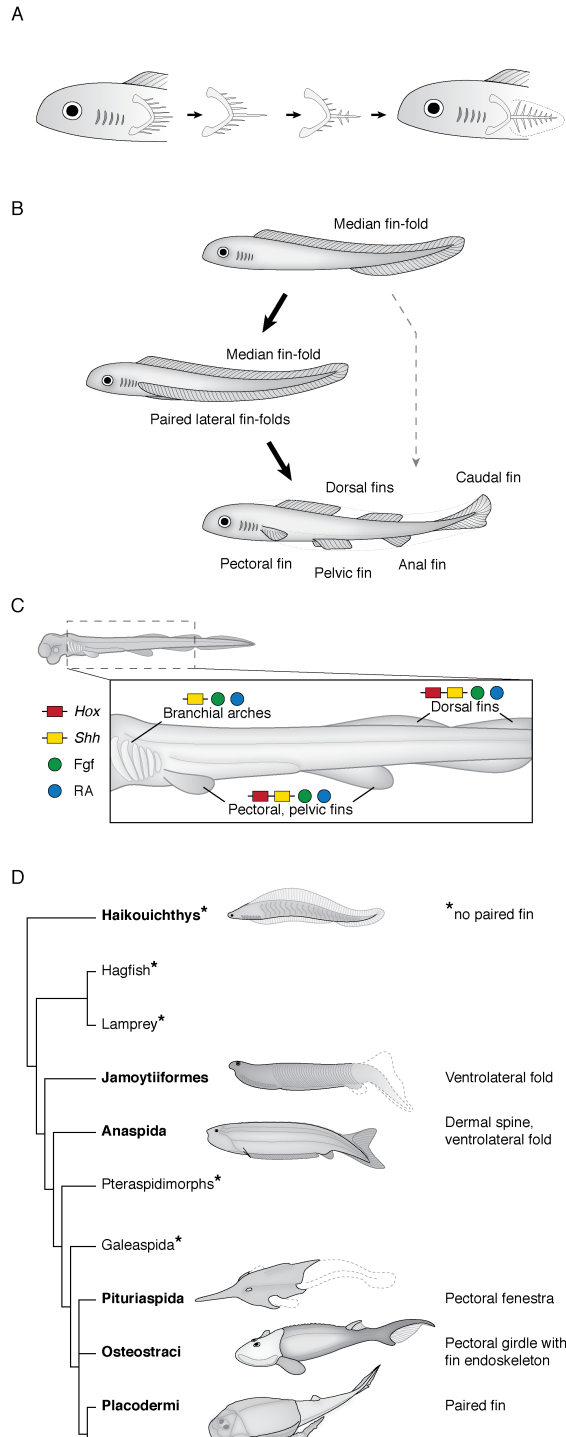 A
B
Median fin-fold
Median fin-fold
Paired lateral fin-folds
Caudal fin
Dorsal fins
Pectoral fin
Pelvic fin
Anal fin
C
Hox
Shh
Fgf
RA
Branchial arches
Dorsal fins
Pectoral, pelvic fins
D
Haikouichthys*
*no paired fin
Hagfish*
Lamprey*
Jamoytiiformes
Ventrolateral fold
Anaspida
Dermal spine,
ventrolateral fold
Pteraspidimorphs*
Galeaspida*
Pituriaspida
Pectoral fenestra
Osteostraci
Pectoral girdle with
fin endoskeleton
Placodermi
Paired fin